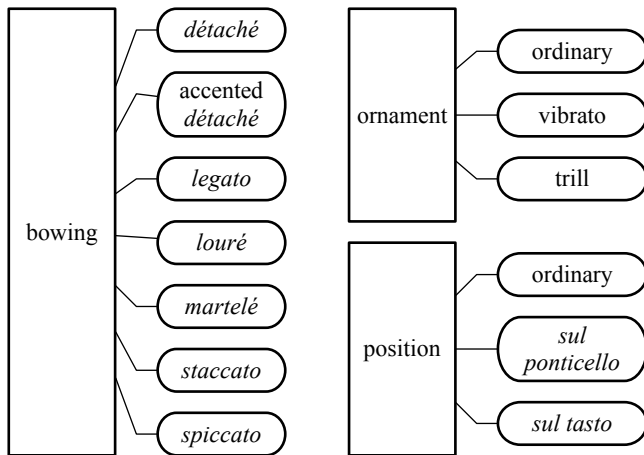 bowing
détaché
accented
détaché
legato
louré
martelé
staccato
spiccato
ornament
ordinary
vibrato
trill
position
ordinary
sul
ponticello
sul tasto